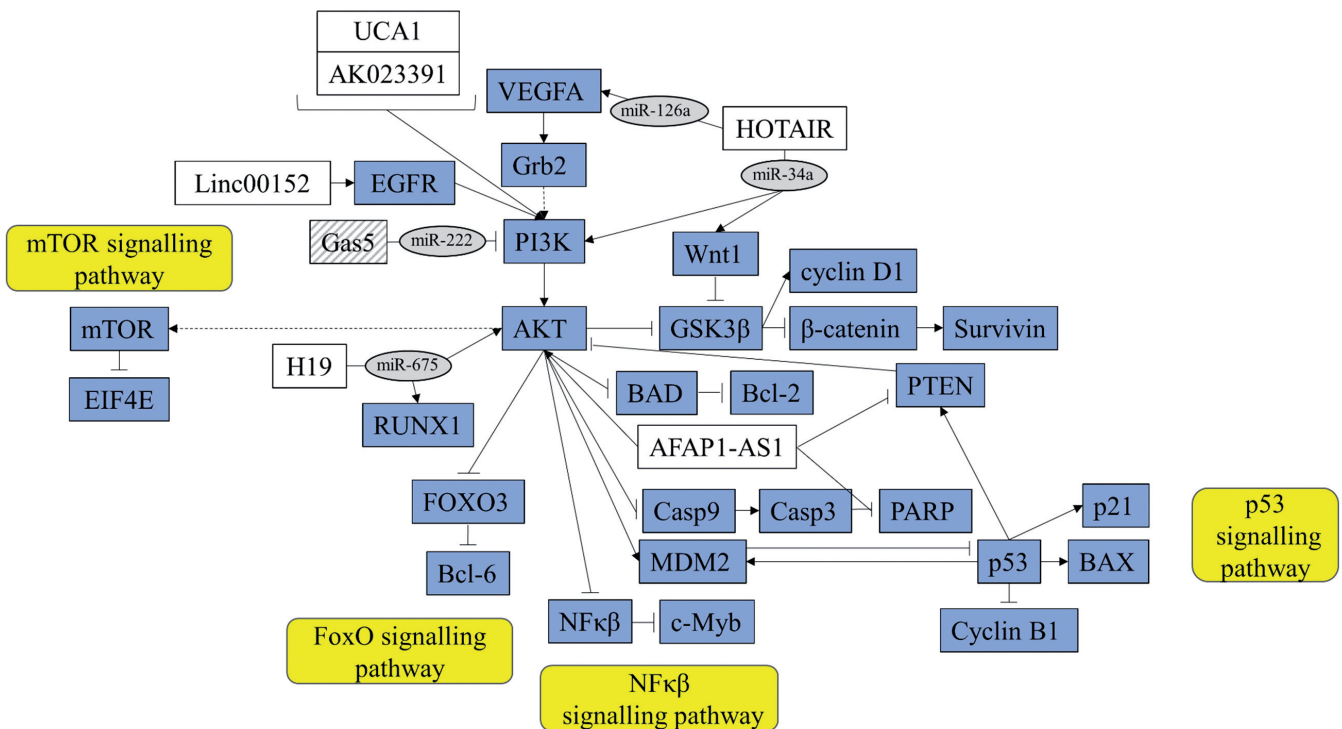 UCA1
AK023391
VEGFA
miR-126a
HOTAIR
Grb2
miR-34a
Linc00152
EGFR
Gas5
miR-222
PI3K
Wnt1
cyclin D1
mTOR signalling
pathway
mTOR
AKT
GSK3β
β-catenin
Survivin
H19
miR-675
EIF4E
RUNX1
BAD
Bcl-2
PTEN
AFAP1-AS1
FOXO3
Casp9
Casp3
PARP
p21
p53
signalling
pathway
MDM2
p53
BAX
Bcl-6
NFκβ
c-Myb
Cyclin B1
FoxO signalling
pathway
NFκβ
signalling pathway